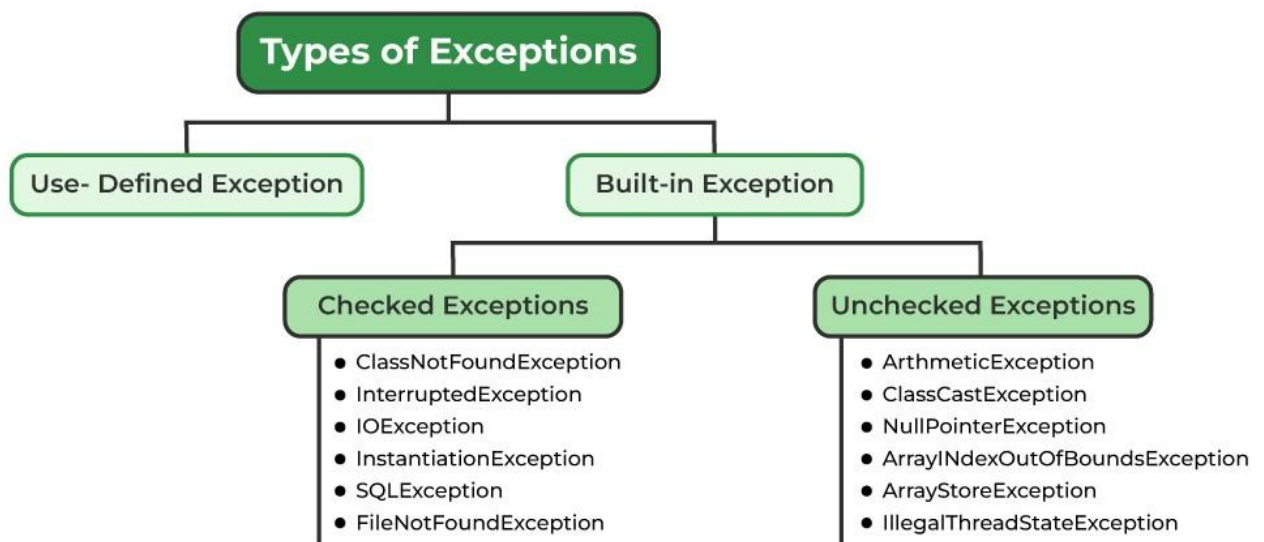 Types of Exceptions
Use- Defined Exception
Built-in Exception
Checked Exceptions
• ClassNotFoundException
• InterruptedException
• IOException
• InstantiationException
• SQLException
• FileNotFoundException
Unchecked Exceptions
• ArthmeticException
• ClassCastException
• NullPointerException
• ArrayINdexOutOfBoundsException
• ArrayStoreException
• IllegalThreadStateException